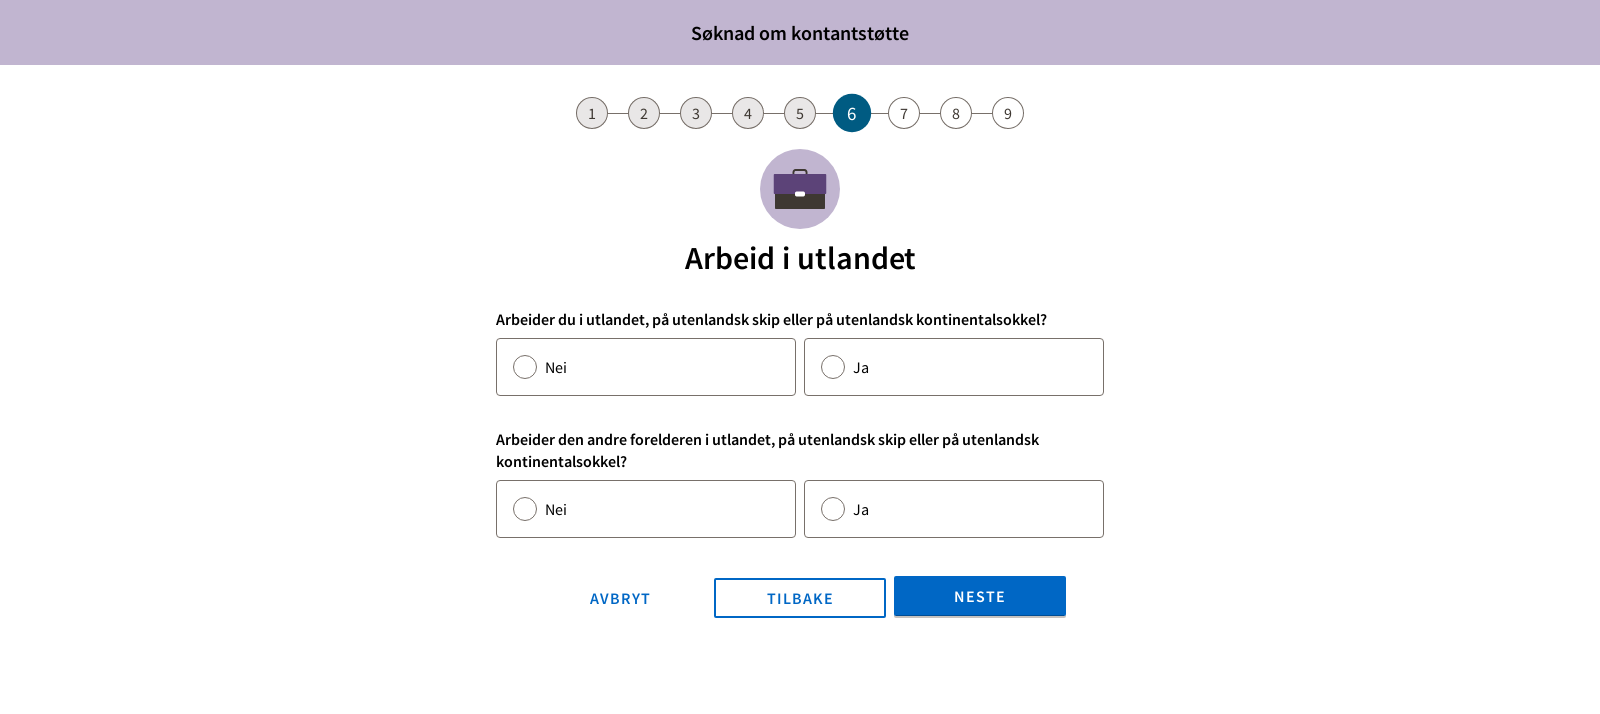 Søknad om kontantstøtte
1 2 3 4 5 6 7 8 9
Arbeid i utlandet
Arbeider du i utlandet, på utenlandsk skip eller på utenlandsk kontinentalsokkel?
Nei Ja
Arbeider den andre forelderen i utlandet, på utenlandsk skip eller på utenlandsk
kontinentalsokkel?
Nei Ja
AVBRYT TILBAKE NESTE